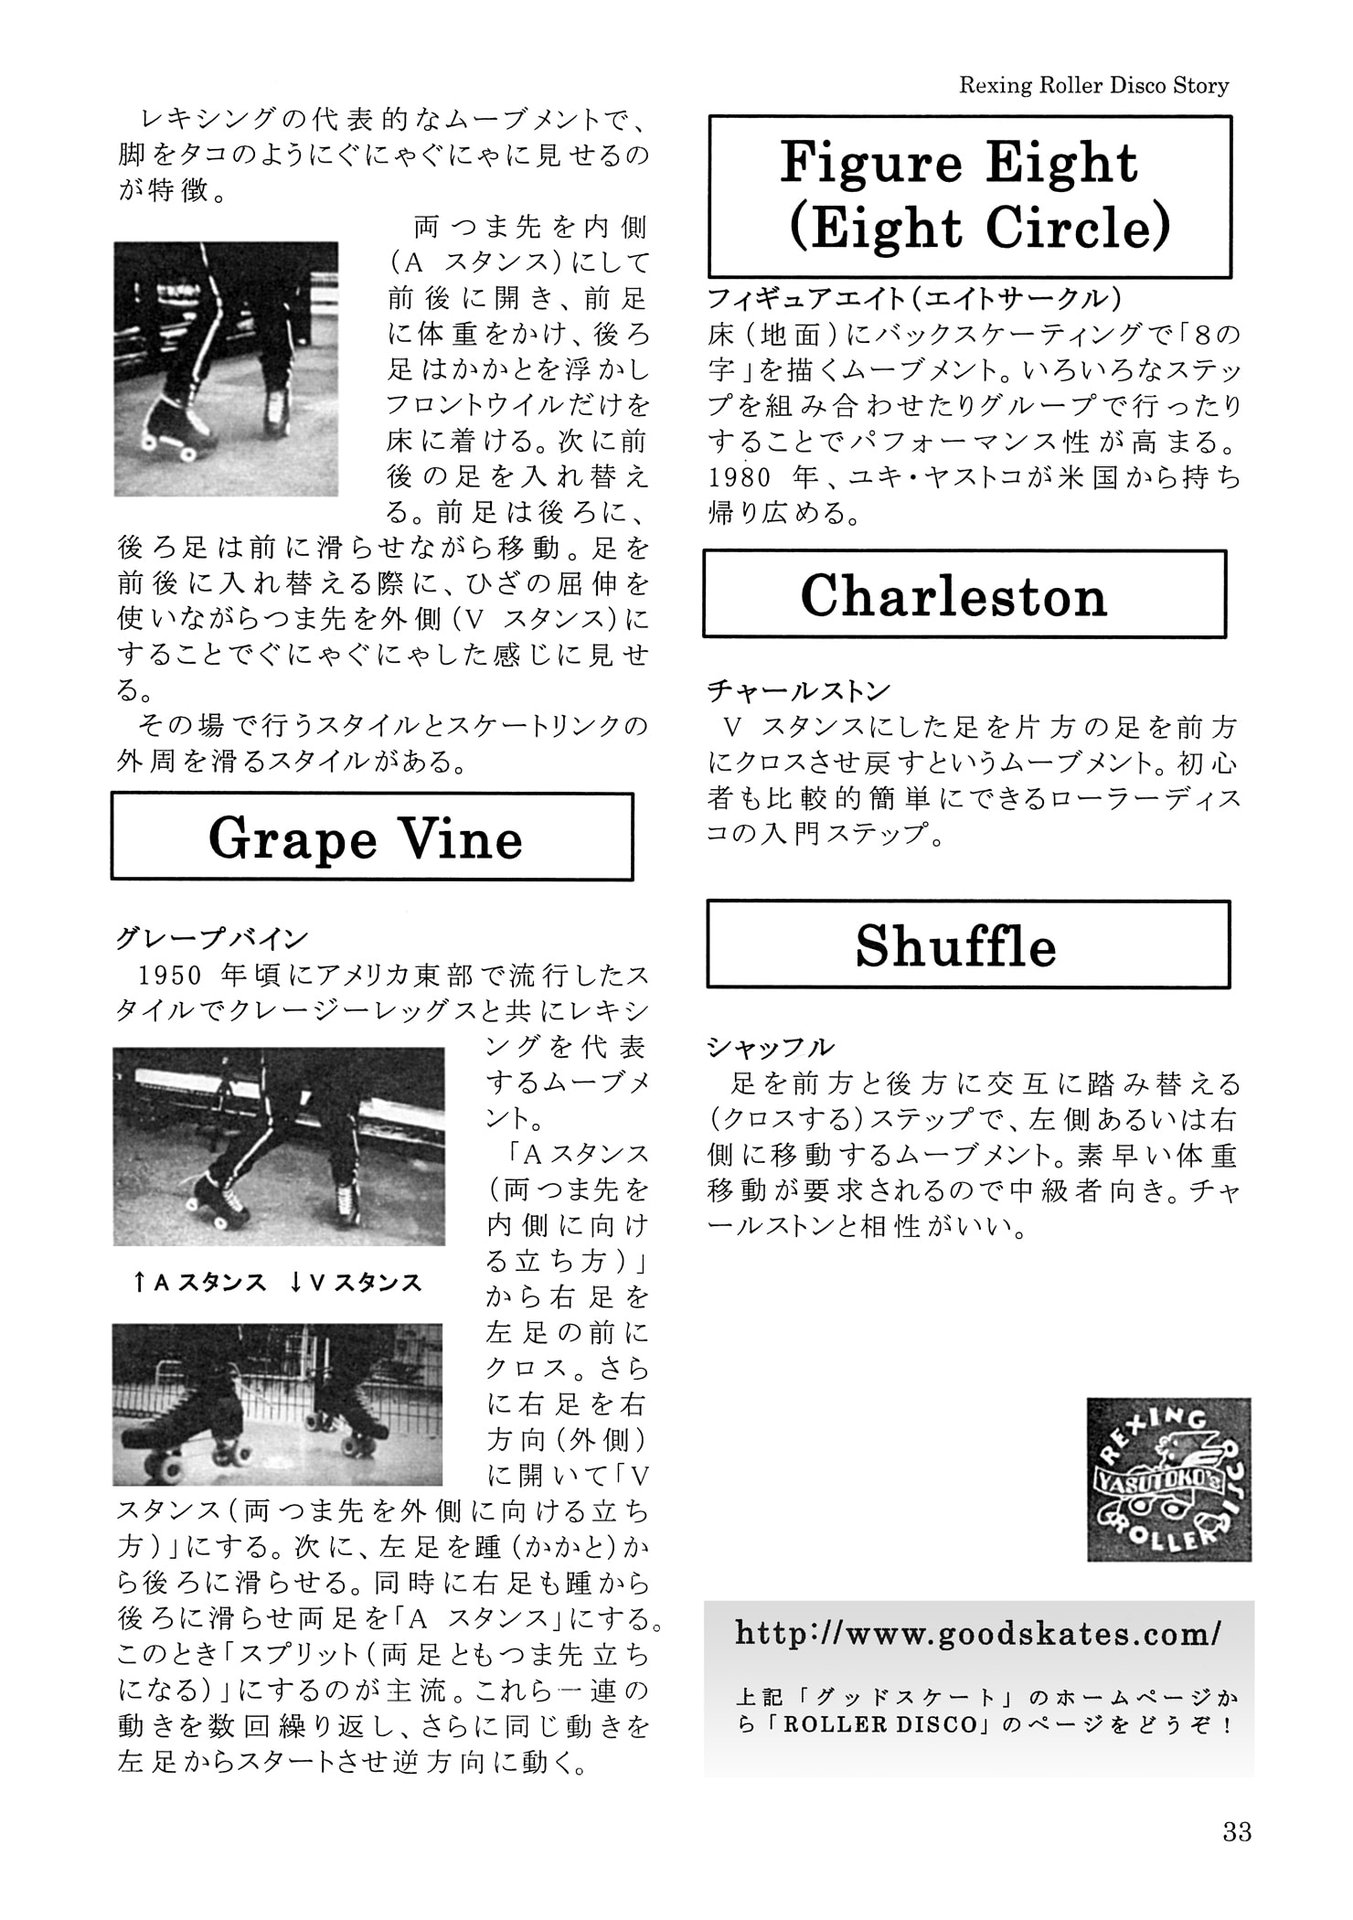 Rexing Roller Disco Story
レキシングの代表的なムーブメントで、
脚をタコのようにぐにゃぐにゃに見せるの
が特徴。
両つま先を内側
(A スタンス)にして
前後に開き、前足
に体重をかけ、後ろ
足はかかとを浮かし
フロントウイルだけを
床に着ける。次に前
後の足を入れ替え
る。前足は後ろに、
後ろ足は前に滑らせながら移動。足を
前後に入れ替える際に、ひざの屈伸を
使いながらつま先を外側(V スタンス)に
することでぐにゃぐにゃした感じに見せ
る。
その場で行うスタイルとスケートリンクの
外周を滑るスタイルがある。
Grape Vine
グレープバイン
1950 年頃にアメリカ東部で流行したス
タイルでクレージーレッグスと共にレキシ
ングを代表
するムーブメ
ント。
「Aスタンス
(両つま先を
内側に向け
る立ち方)」
から右足を
左足の前に
クロス。さら
に右足を右
方向(外側)
に開いて「V
スタンス(両つま先を外側に向ける立ち
方)」にする。次に、左足を踵(かかと)か
ら後ろに滑らせる。同時に右足も踵から
後ろに滑らせ両足を「A スタンス」にする。
このとき「スプリット(両足ともつま先立ち
になる)」にするのが主流。これら一連の
動きを数回繰り返し、さらに同じ動きを
左足からスタートさせ逆方向に動く。
↑A スタンス ↓V スタンス
Figure Eight
(Eight Circle)
フィギュアエイト(エイトサークル)
床(地面)にバックスケーティングで「8の
字」を描くムーブメント。いろいろなステッ
プを組み合わせたりグループで行ったり
することでパフォーマンス性が高まる。
1980 年、ユキ・ヤストコが米国から持ち
帰り広める。
Charleston
チャールストン
V スタンスにした足を片方の足を前方
にクロスさせ戻すというムーブメント。初心
者も比較的簡単にできるローラーディス
コの入門ステップ。
Shuffle
シャッフル
足を前方と後方に交互に踏み替える
(クロスする)ステップで、左側あるいは右
側に移動するムーブメント。素早い体重
移動が要求されるので中級者向き。チャ
ールストンと相性がいい。
REXING
YASUTOKO's
ROLLER DISCO
http://www.goodskates.com/
上記「グッドスケート」のホームページか
ら「ROLLER DISCO」のページをどうぞ！
33